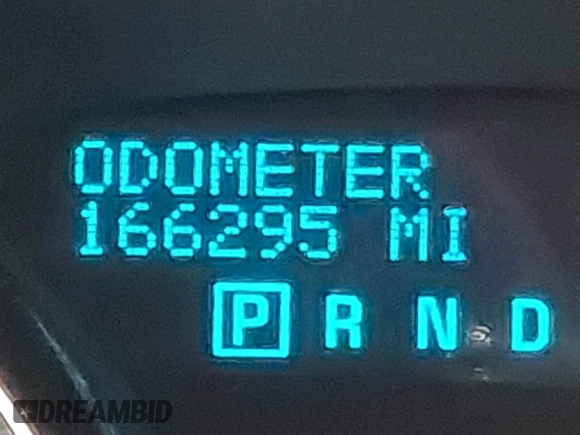 ODOMETER
166295 MI
P R N D
DREAMBID